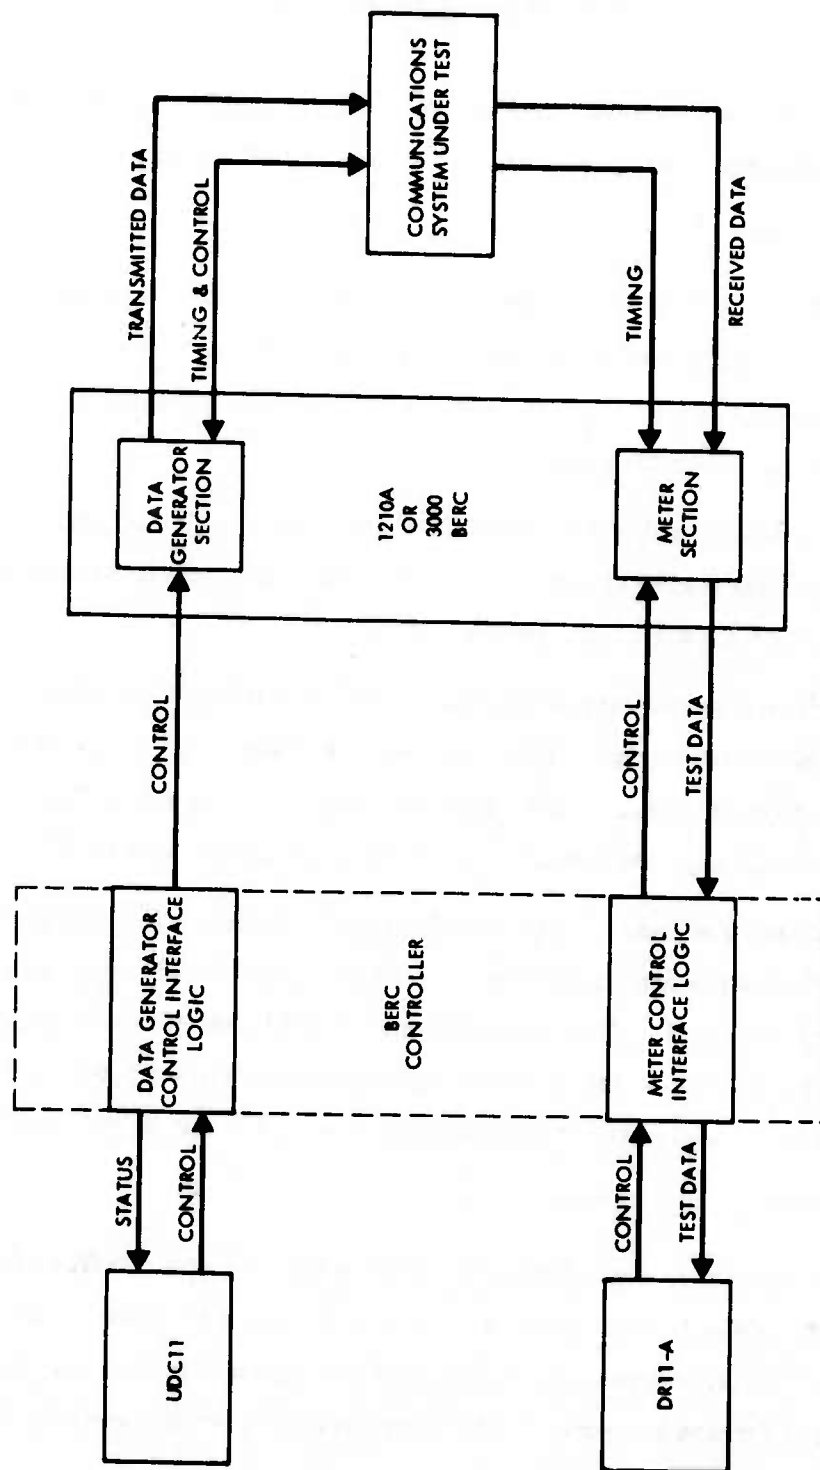 UDC11
STATUS
CONTROL
DATA GENERATOR
CONTROL INTERFACE
LOGIC
CONTROL
DATA
GENERATOR
SECTION
TRANSMITTED DATA
TIMING & CONTROL
BERC
CONTROLLER
1210A
OR
3000
BERC
COMMUNICATIONS
SYSTEM UNDER TEST
DR11-A
CONTROL
TEST DATA
METER CONTROL
INTERFACE LOGIC
CONTROL
TEST DATA
METER
SECTION
TIMING
RECEIVED DATA